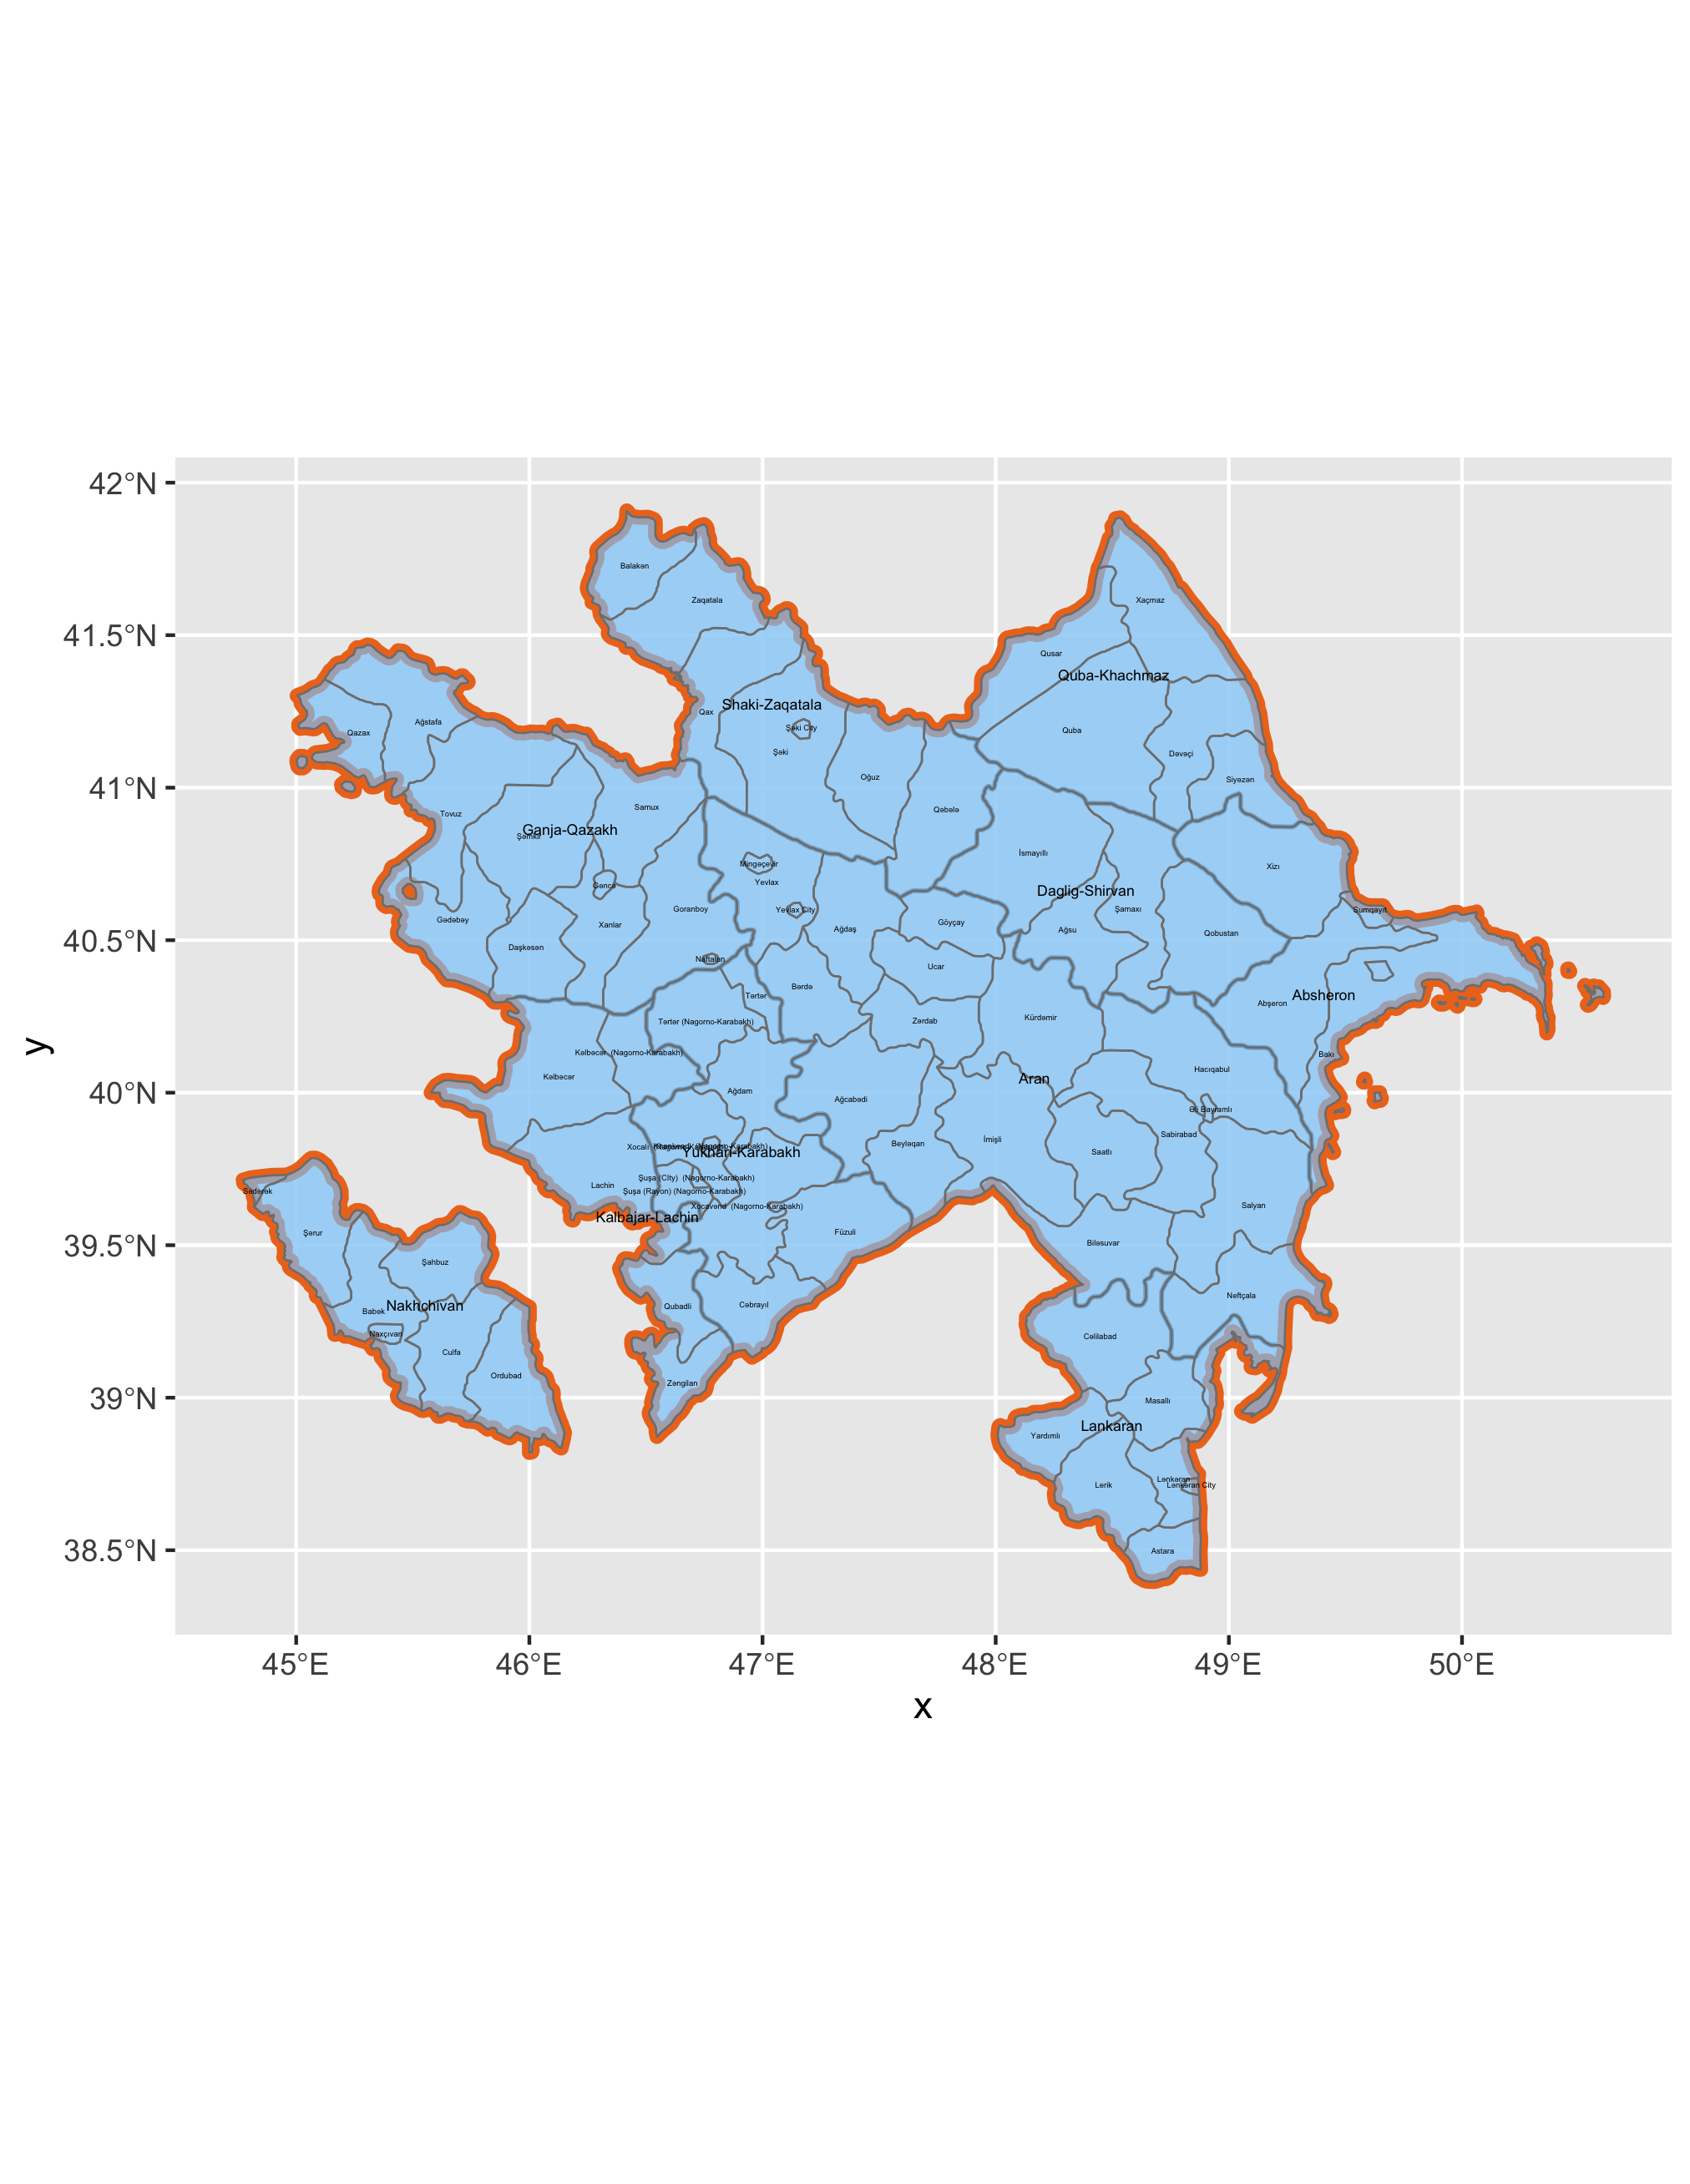 42°N
Balakən
Zaqatala
Xaçmaz
41.5°N
Qusar
Quba-Khachmaz
Shaki-Zaqatala
Qax
Ağstafa
Şəki City
Quba
Qazax
Şəki
Dəvəçi
Oğuz
Siyəzən
41°N
Samux
Qəbələ
Tovuz
Ganja-Qazakh
Şəmkir
İsmayıllı
Mingəçevir
Xızı
Yevlax
Gəncə
Daglig-Shirvan
Goranboy
Yevlax City
Şamaxı
Sumqayıt
Gədəbəy
Xanlar
Göyçay
Ağdaş
Ağsu
Qobustan
40.5°N
Daşkəsən
Naftalan
Ucar
Bərdə
Tərtər
Absheron
Abşeron
Tərtər (Nagorno-Karabakh)
Zərdab
Kürdəmir
Kəlbəcər (Nagorno-Karabakh)
Bakı
Kəlbəcər
Aran
Hacıqabul
40°N
Ağdam
Ağcabədi
Əli Bayramlı
Sabirabad
İmişli
Beyləqan
Xocalı
Yukhari-Karabakh
Saatlı
Şuşa (City) (Nagorno-Karabakh)
Lachin
Şuşa (Rayon) (Nagorno-Karabakh)
Sədərək
Xocavənd (Nagorno-Karabakh)
Salyan
Kalbajar-Lachin
Şərur
Füzuli
39.5°N
Biləsuvar
Şahbuz
Neftçala
Nakhchivan
Babək
Qubadli
Cəbrayıl
Naxçıvan
Cəlilabad
Culfa
Ordubad
Zəngilan
39°N
Masallı
Lankaran
Yardımlı
Lənkəran
Lerik
Lənkəran City
38.5°N
Astara
45°E
46°E
47°E
48°E
49°E
50°E
x
y